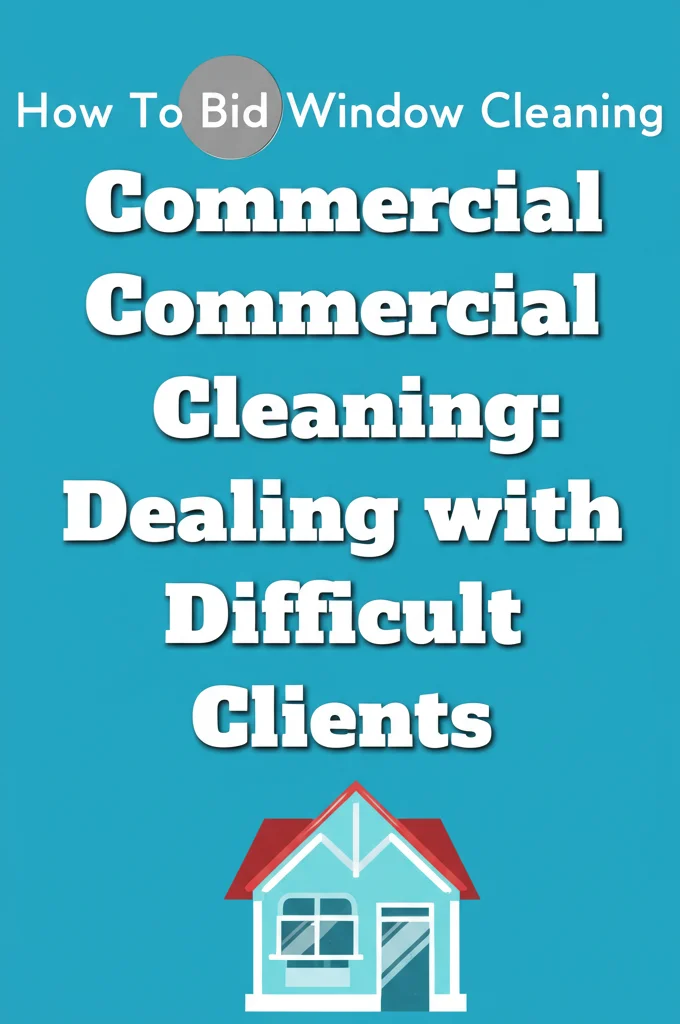 How To Bid Window Cleaning
Commercial
Commercial
Cleaning:
Dealing with
Difficult
Clients